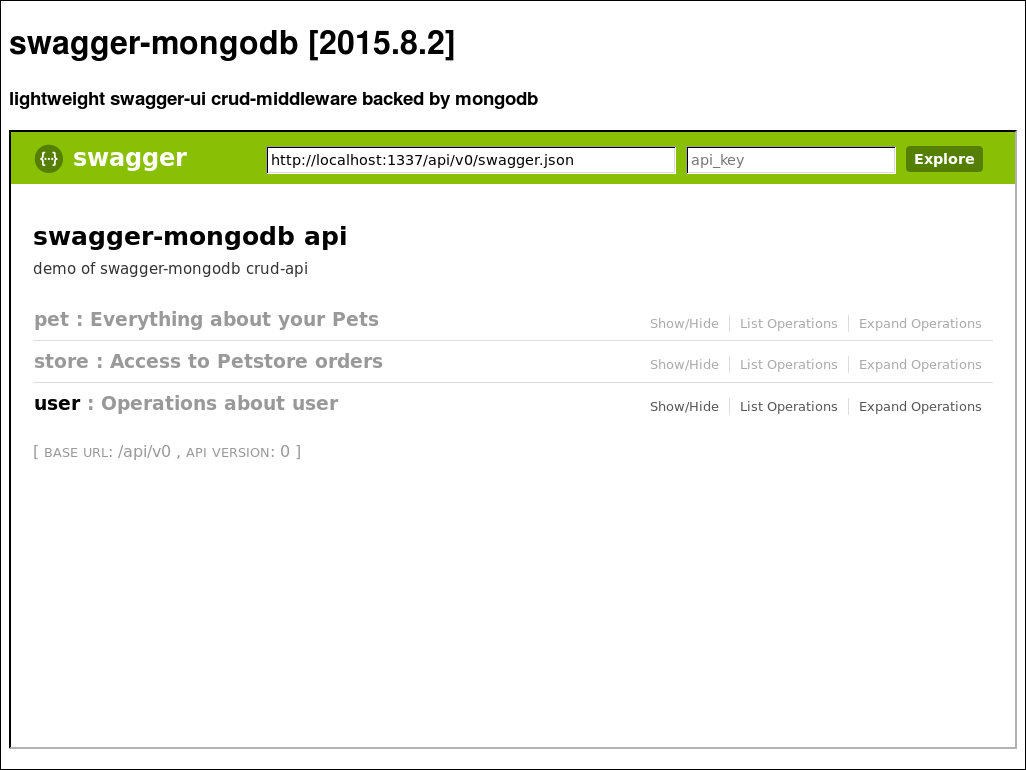 swagger-mongodb [2015.8.2]
lightweight swagger-ui crud-middleware backed by mongodb
{···} swagger http://localhost:1337/api/v0/swagger.json api_key Explore
swagger-mongodb api
demo of swagger-mongodb crud-api
pet : Everything about your Pets Show/Hide List Operations Expand Operations
store : Access to Petstore orders Show/Hide List Operations Expand Operations
user : Operations about user Show/Hide List Operations Expand Operations
[ BASE URL: /api/v0 , API VERSION: 0 ]